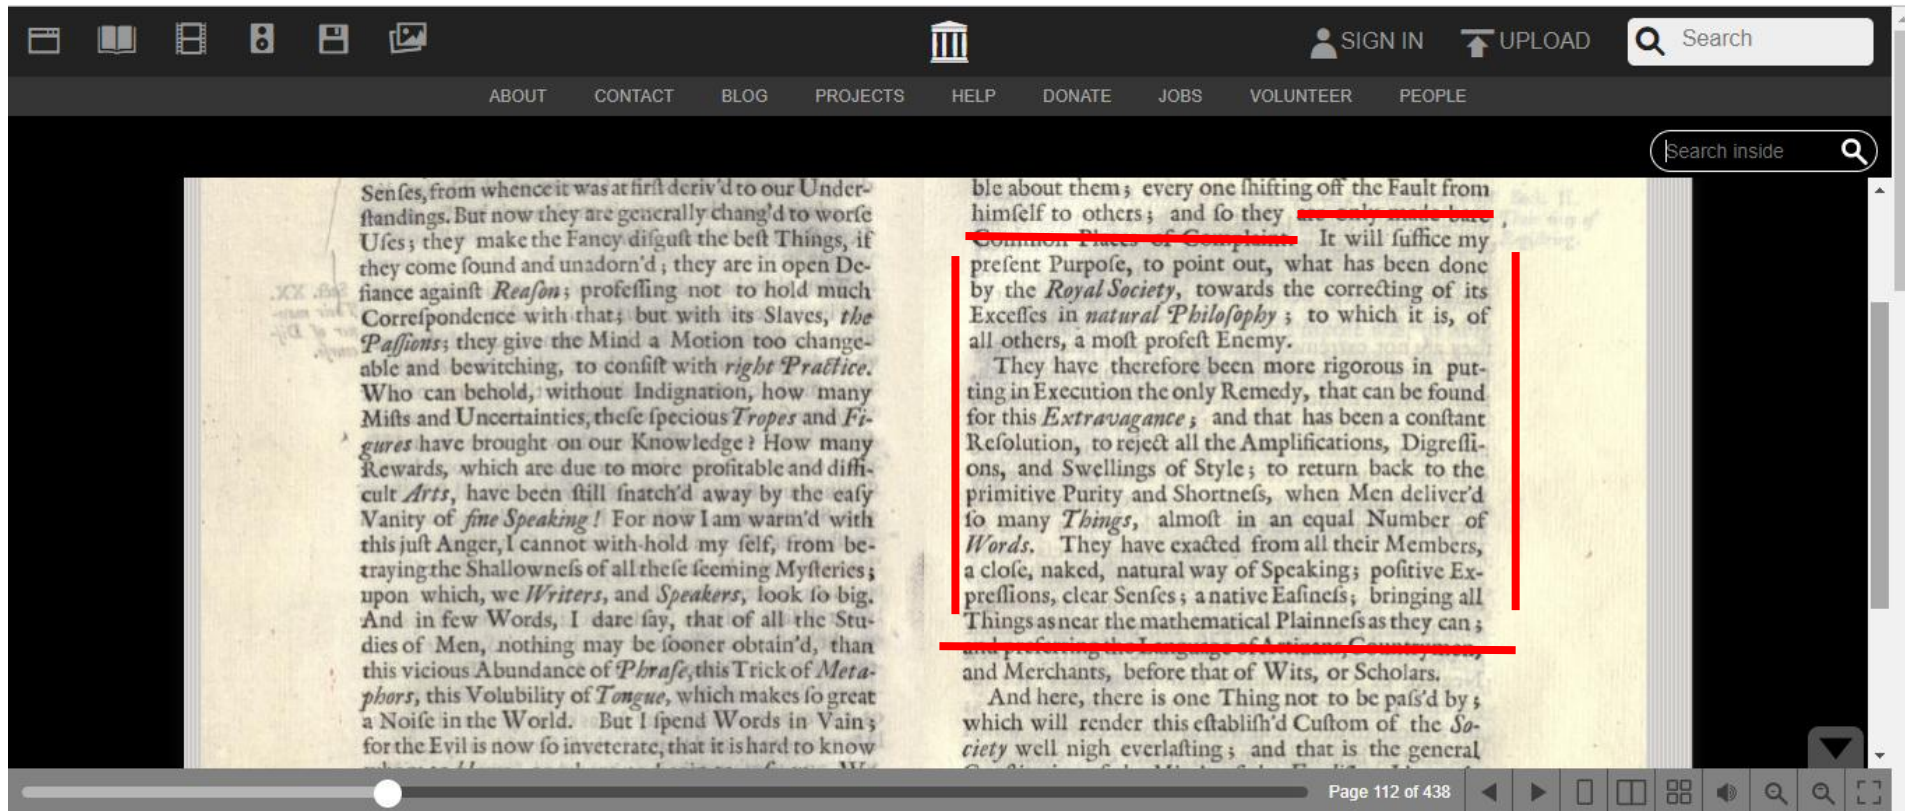 SIGN IN
UPLOAD
Search
ABOUT
CONTACT
BLOG
PROJECTS
HELP
DONATE
JOBS
VOLUNTEER
PEOPLE
Search inside
Senſes, from whence it was at firſt deriv'd to our Under-
ſtandings. But now they are generally chang'd to worſe
Uſes; they make the Fancy diſguſt the beſt Things, if
they come ſound and unadorn'd; they are in open De-
fiance againſt Reaſon; profeſſing not to hold much
Correſpondence with that; but with its Slaves, the
Paſſions; they give the Mind a Motion too change-
able and bewitching, to conſiſt with right Practice.
Who can behold, without Indignation, how many
Miſts and Uncertainties, theſe ſpecious Tropes and Fi-
gures have brought on our Knowledge? How many
Rewards, which are due to more profitable and diffi-
cult Arts, have been ſtill ſnatch'd away by the eaſy
Vanity of fine Speaking! For now I am warm'd with
this juſt Anger, I cannot with-hold my ſelf, from be-
traying the Shallowneſs of all theſe ſeeming Myſteries;
upon which, we Writers, and Speakers, look ſo big.
And in few Words, I dare ſay, that of all the Stu-
dies of Men, nothing may be ſooner obtain'd, than
this vicious Abundance of Phraſe, this Trick of Meta-
phors, this Volubility of Tongue, which makes ſo great
a Noiſe in the World. But I ſpend Words in Vain;
for the Evil is now ſo inveterate, that it is hard to know
ble about them; every one ſhifting off the Fault from
himſelf to others; and ſo they are only made bare
Common Places of Complaint. It will ſuffice my
preſent Purpoſe, to point out, what has been done
by the Royal Society, towards the correcting of its
Exceſſes in natural Philoſophy; to which it is, of
all others, a moſt profeſt Enemy.
They have therefore been more rigorous in put-
ting in Execution the only Remedy, that can be found
for this Extravagance; and that has been a conſtant
Reſolution, to reject all the Amplifications, Digreſſi-
ons, and Swellings of Style; to return back to the
primitive Purity and Shortneſs, when Men deliver'd
ſo many Things, almoſt in an equal Number of
Words. They have exacted from all their Members,
a cloſe, naked, natural way of Speaking; poſitive Ex-
preſſions, clear Senſes; a native Eaſineſs; bringing all
Things as near the mathematical Plainneſs as they can;
and preferring the Language of Artizans, Countrymen,
and Merchants, before that of Wits, or Scholars.
And here, there is one Thing not to be paſs'd by;
which will render this eſtabliſh'd Cuſtom of the So-
ciety well nigh everlaſting; and that is the general
Page 112 of 438